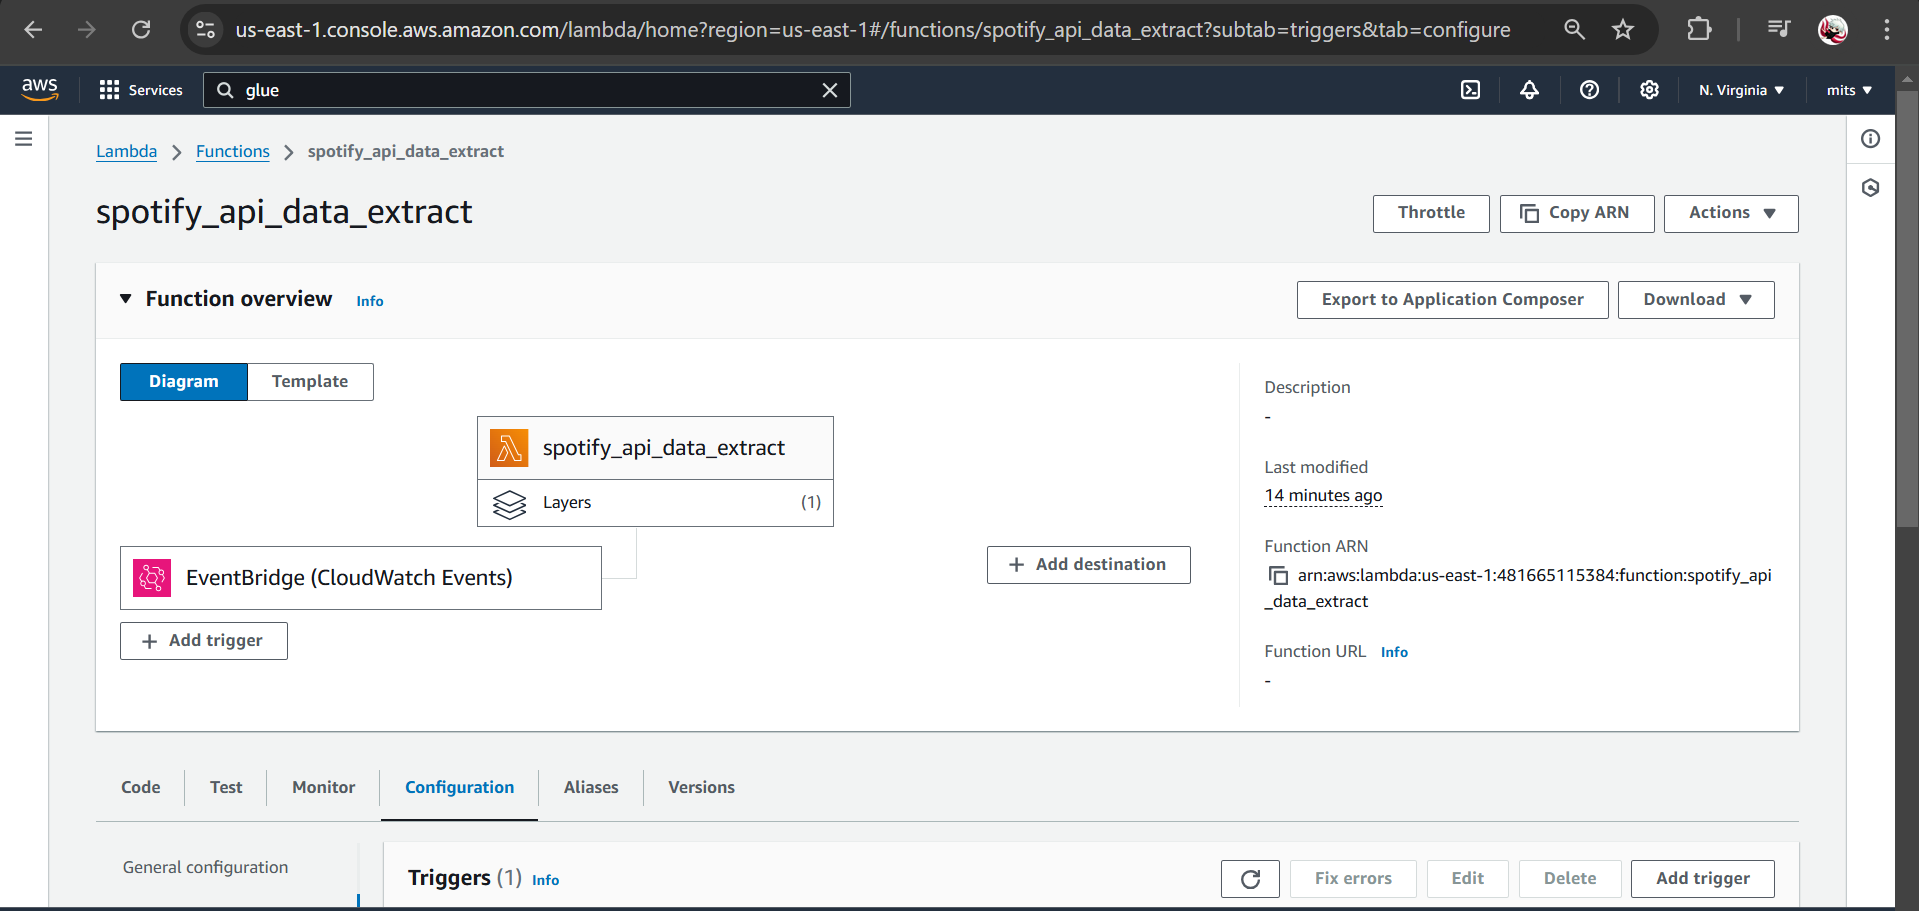 us-east-1.console.aws.amazon.com/lambda/home?region=us-east-1#/functions/spotify_api_data_extract?subtab=triggers&tab=configure
aws Services glue N. Virginia mits
Lambda Functions spotify_api_data_extract
spotify_api_data_extract
Throttle Copy ARN Actions
Function overview Info
Export to Application Composer Download
Diagram Template
spotify_api_data_extract
Layers (1)
EventBridge (CloudWatch Events)
Add trigger
Add destination
Description
-
Last modified
14 minutes ago
Function ARN
arn:aws:lambda:us-east-1:481665115384:function:spotify_api
_data_extract
Function URL Info
-
Code Test Monitor Configuration Aliases Versions
General configuration
Triggers (1) Info
Fix errors Edit Delete Add trigger